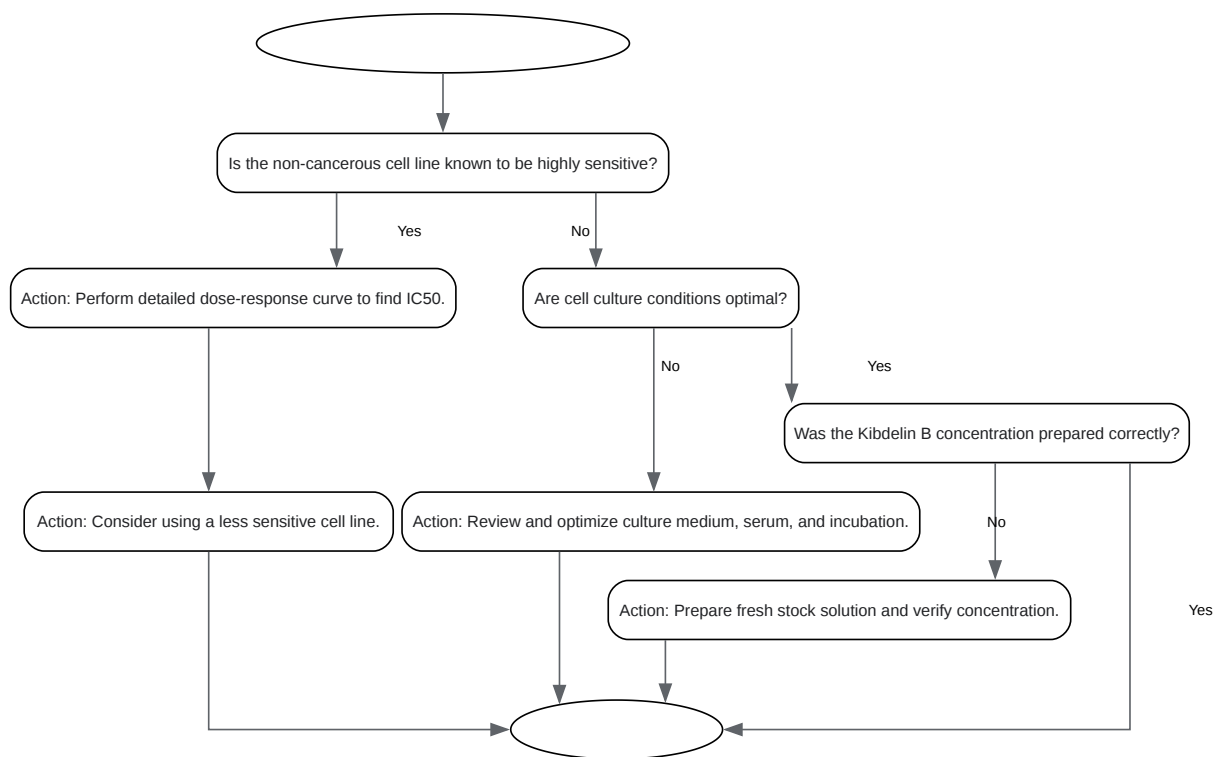 Is the non-cancerous cell line known to be highly sensitive?
Yes
No
Action: Perform detailed dose-response curve to find IC50.
Are cell culture conditions optimal?
No
Yes
Was the Kibdelin B concentration prepared correctly?
Action: Consider using a less sensitive cell line.
Action: Review and optimize culture medium, serum, and incubation.
No
Action: Prepare fresh stock solution and verify concentration.
Yes